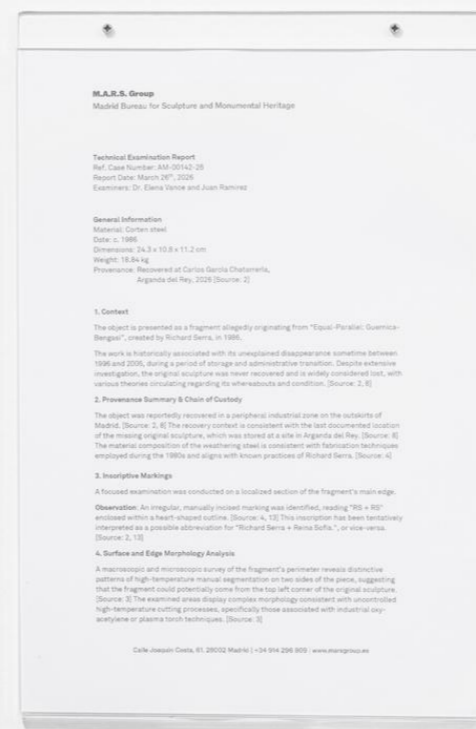 M.A.R.S. Group
Madrid Bureau for Sculpture and Monumental Heritage
Technical Examination Report
Ref. Case Number: AM-00142-26
Report Date: March 26th, 2026
Examiners: Dr. Elena Vance and Juan Ramirez
General Information
Material: Corten steel
Date: c. 1986
Dimensions: 24.3 x 10.8 x 11.2 cm
Weight: 18.84 kg
Provenance: Recovered at Carlos Garcia Chatarrería,
Arganda del Rey, 2026 [Source: 2]
1. Context
The object is presented as a fragment allegedly originating from "Equal-Parallel: Guernica-
Bengasi", created by Richard Serra, in 1986.
The work is historically associated with its unexplained disappearance sometime between
1996 and 2005, during a period of storage and administrative transition. Despite extensive
investigation, the original sculpture was never recovered and is widely considered lost, with
various theories circulating regarding its whereabouts and condition. [Source: 2, 6]
2. Provenance Summary & Chain of Custody
The object was reportedly recovered in a peripheral industrial zone on the outskirts of
Madrid. [Source: 2, 6] The recovery context is consistent with the last documented location
of the missing original sculpture, which was stored at a site in Arganda del Rey. [Source: 6]
The material composition of the weathering steel is consistent with fabrication techniques
employed during the 1980s and aligns with known practices of Richard Serra. [Source: 4]
3. Inscriptive Markings
A focused examination was conducted on a localized section of the fragment's main edge.
Observation: An irregular, manually incised marking was identified, reading "RS + RS"
enclosed within a heart-shaped outline. [Source: 4, 13] This inscription has been tentatively
interpreted as a possible abbreviation for "Richard Serra + Reina Sofia.", or vice-versa.
[Source: 2, 13]
4. Surface and Edge Morphology Analysis
A macroscopic and microscopic survey of the fragment's perimeter reveals distinctive
patterns of high-temperature manual segmentation on two sides of the piece, suggesting
that the fragment could potentially come from the top left corner of the original sculpture.
[Source: 3] The examined areas display complex morphology consistent with uncontrolled
high-temperature cutting processes, specifically those associated with industrial oxy-
acetylene or plasma torch techniques. [Source: 3]
Calle Joaquín Costa, 61, 28002 Madrid | +34 914 296 909 | www.marsgroup.es